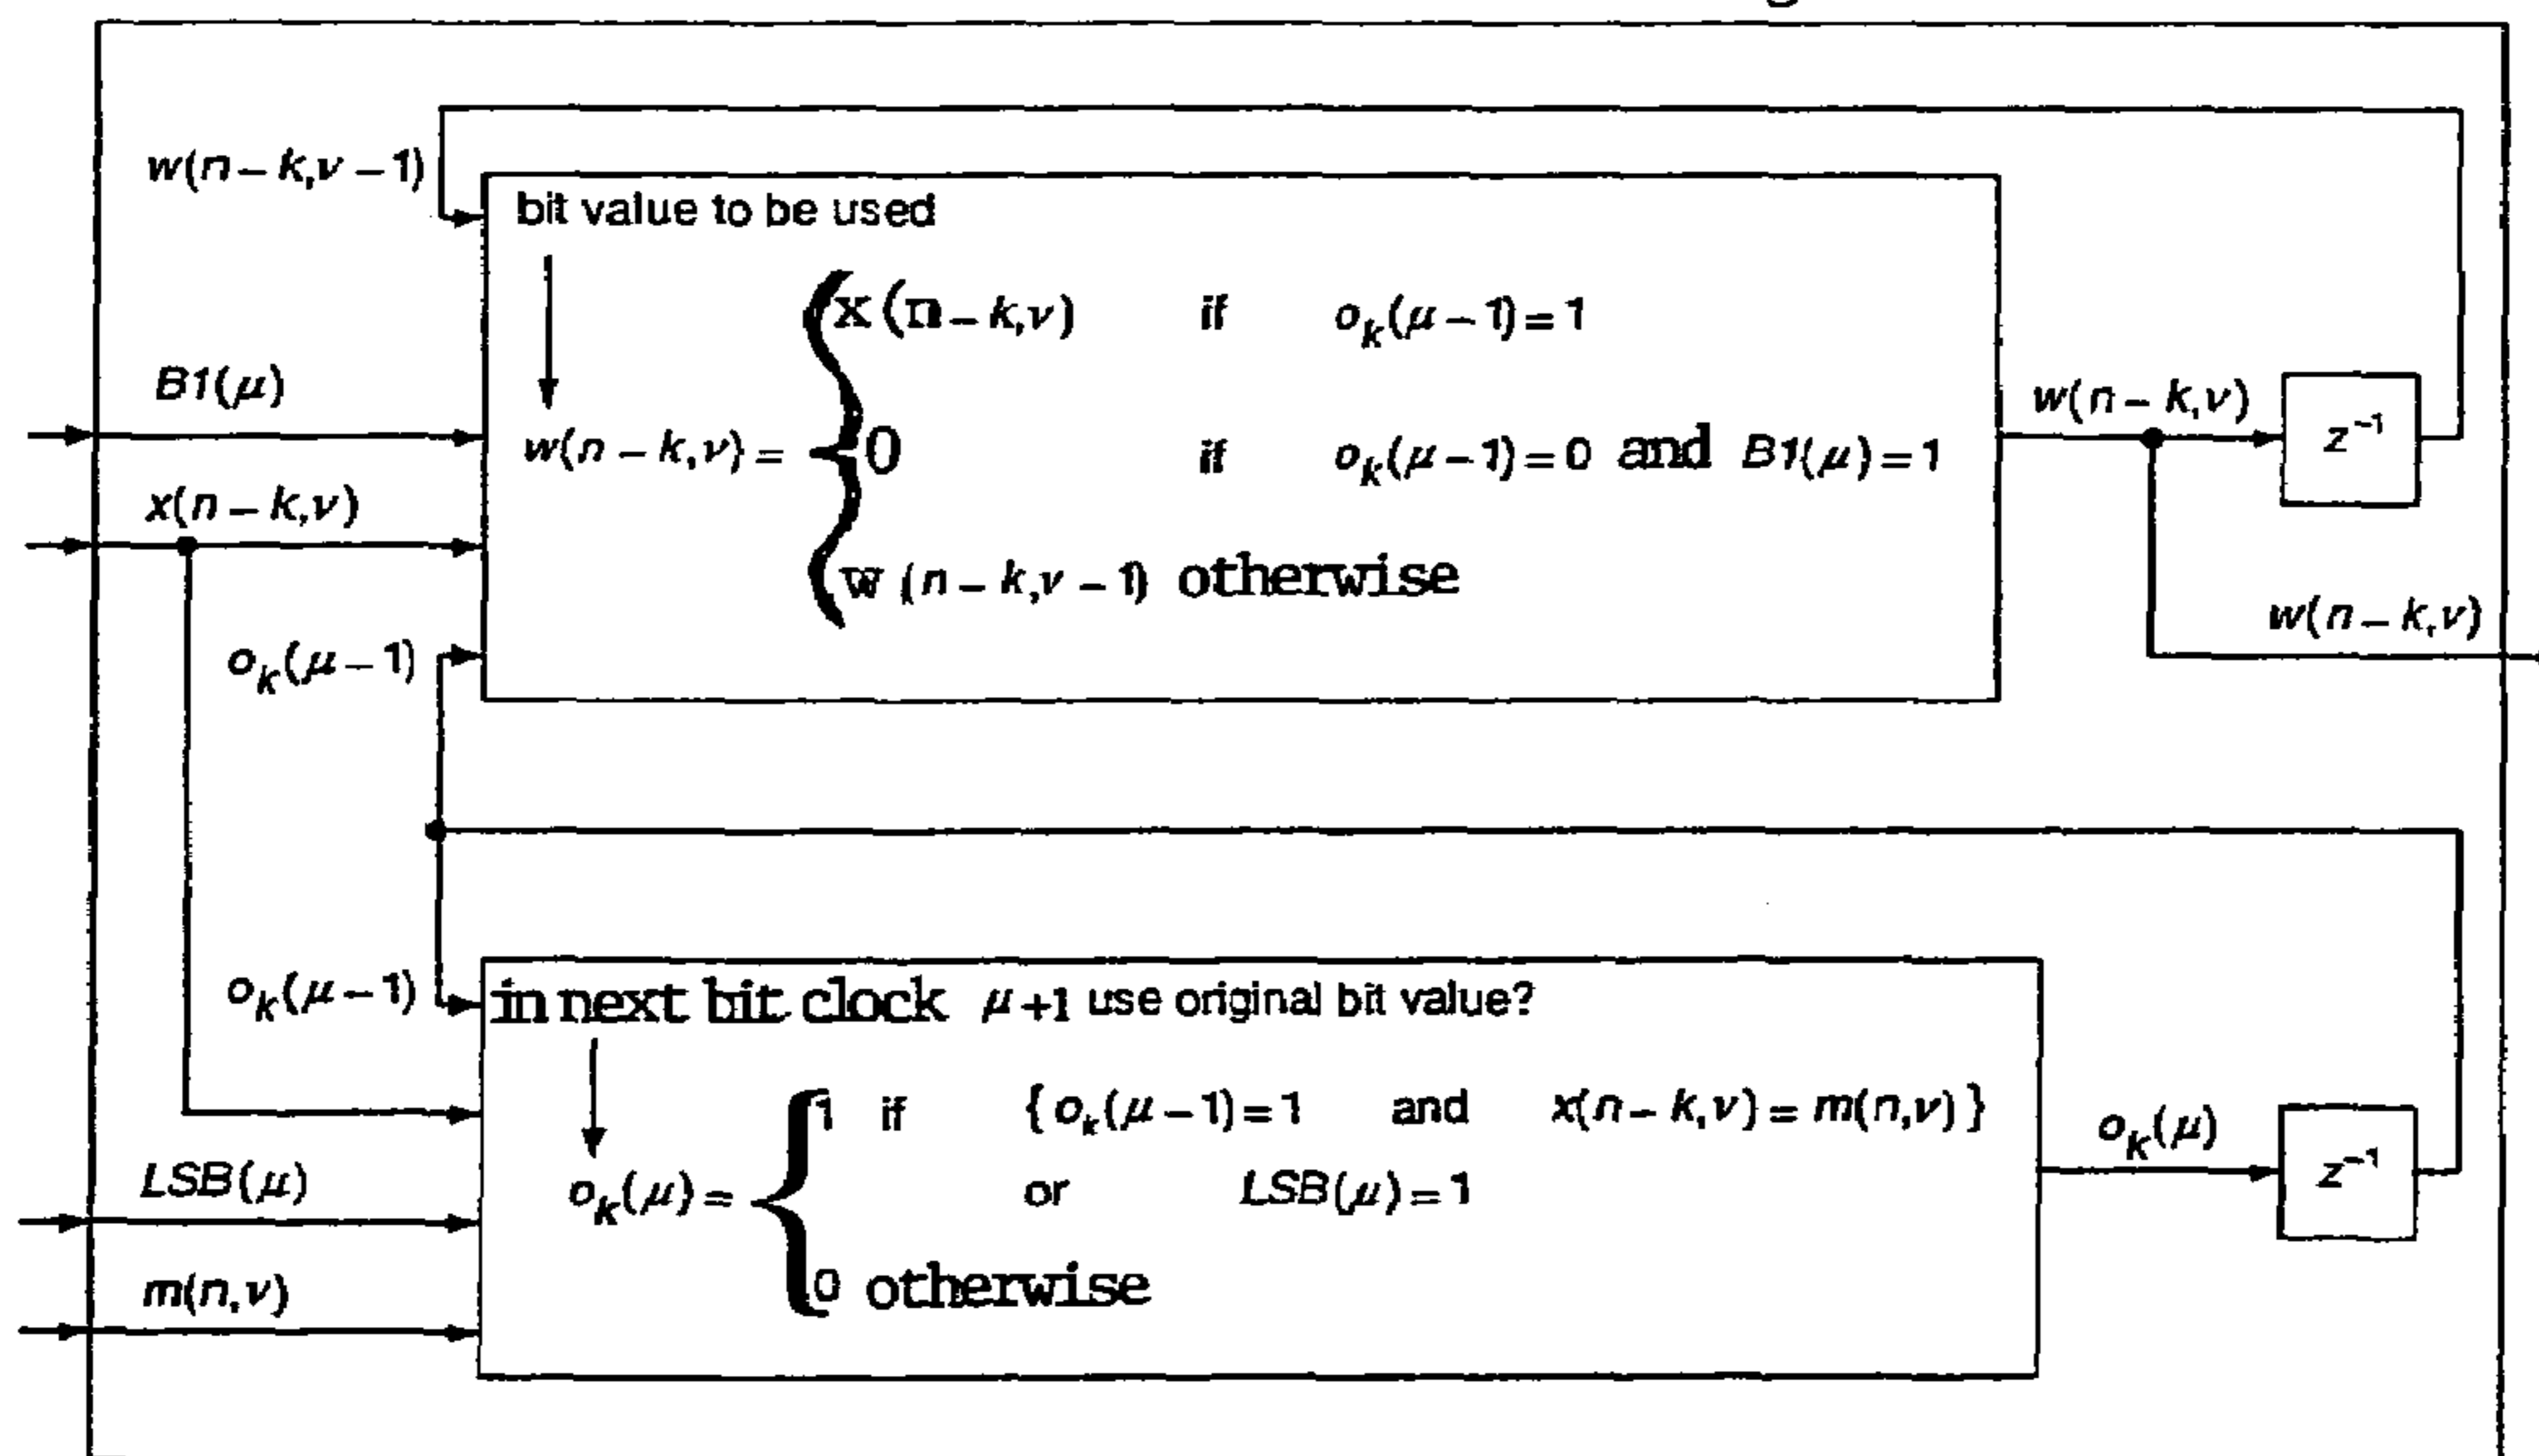 w(n – k,ν – 1)
bit value to be used
x(n – k,ν) if o_k(μ – 1) = 1
B1(μ)
w(n – k,ν) = 0 if o_k(μ – 1) = 0 and B1(μ) = 1
w(n – k,ν)
z⁻¹
x(n – k,ν)
w(n – k,ν – 1) otherwise
w(n – k,ν)
o_k(μ – 1)
o_k(μ – 1)
in next bit clock μ +1 use original bit value?
1 if { o_k(μ – 1) = 1 and x(n – k,ν) = m(n,ν) }
o_k(μ)
z⁻¹
LSB(μ)
o_k(μ) = or LSB(μ) = 1
m(n,ν)
0 otherwise